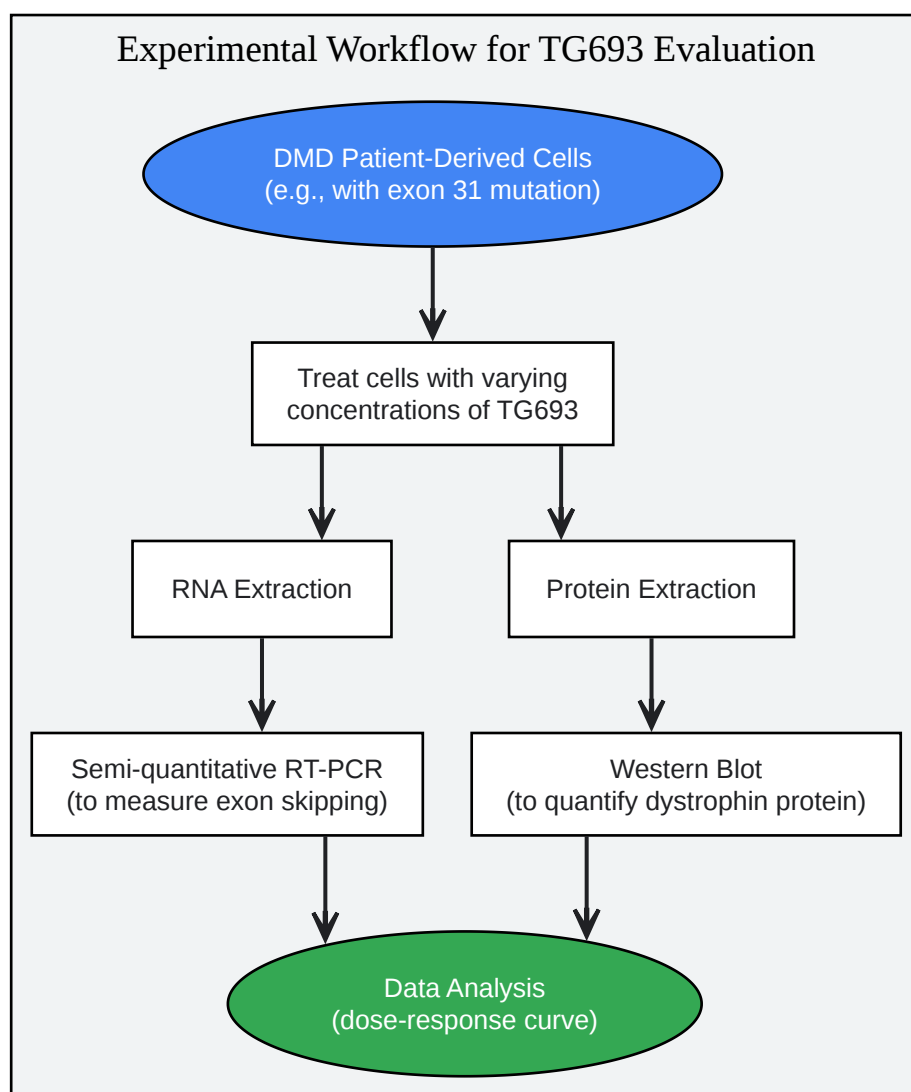 Experimental Workflow for TG693 Evaluation
DMD Patient-Derived Cells
(e.g., with exon 31 mutation)
Treat cells with varying
concentrations of TG693
RNA Extraction
Protein Extraction
Semi-quantitative RT-PCR
(to measure exon skipping)
Western Blot
(to quantify dystrophin protein)
Data Analysis
(dose-response curve)